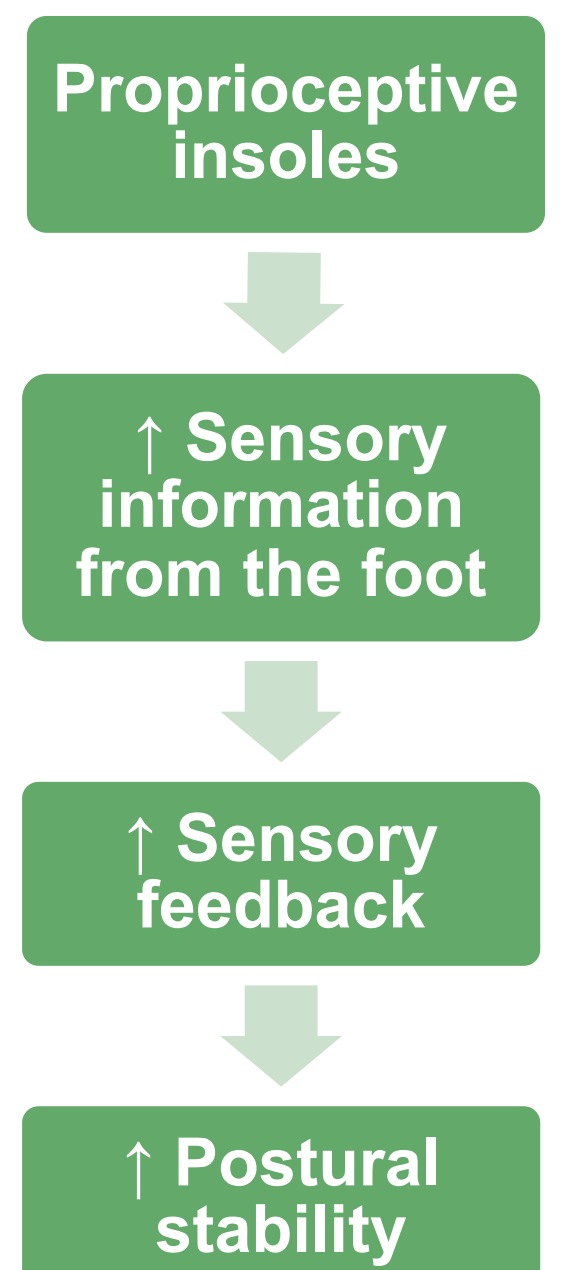 Proprioceptive
insoles
↑ Sensory
information
from the foot
↑ Sensory
feedback
↑ Postural
stability